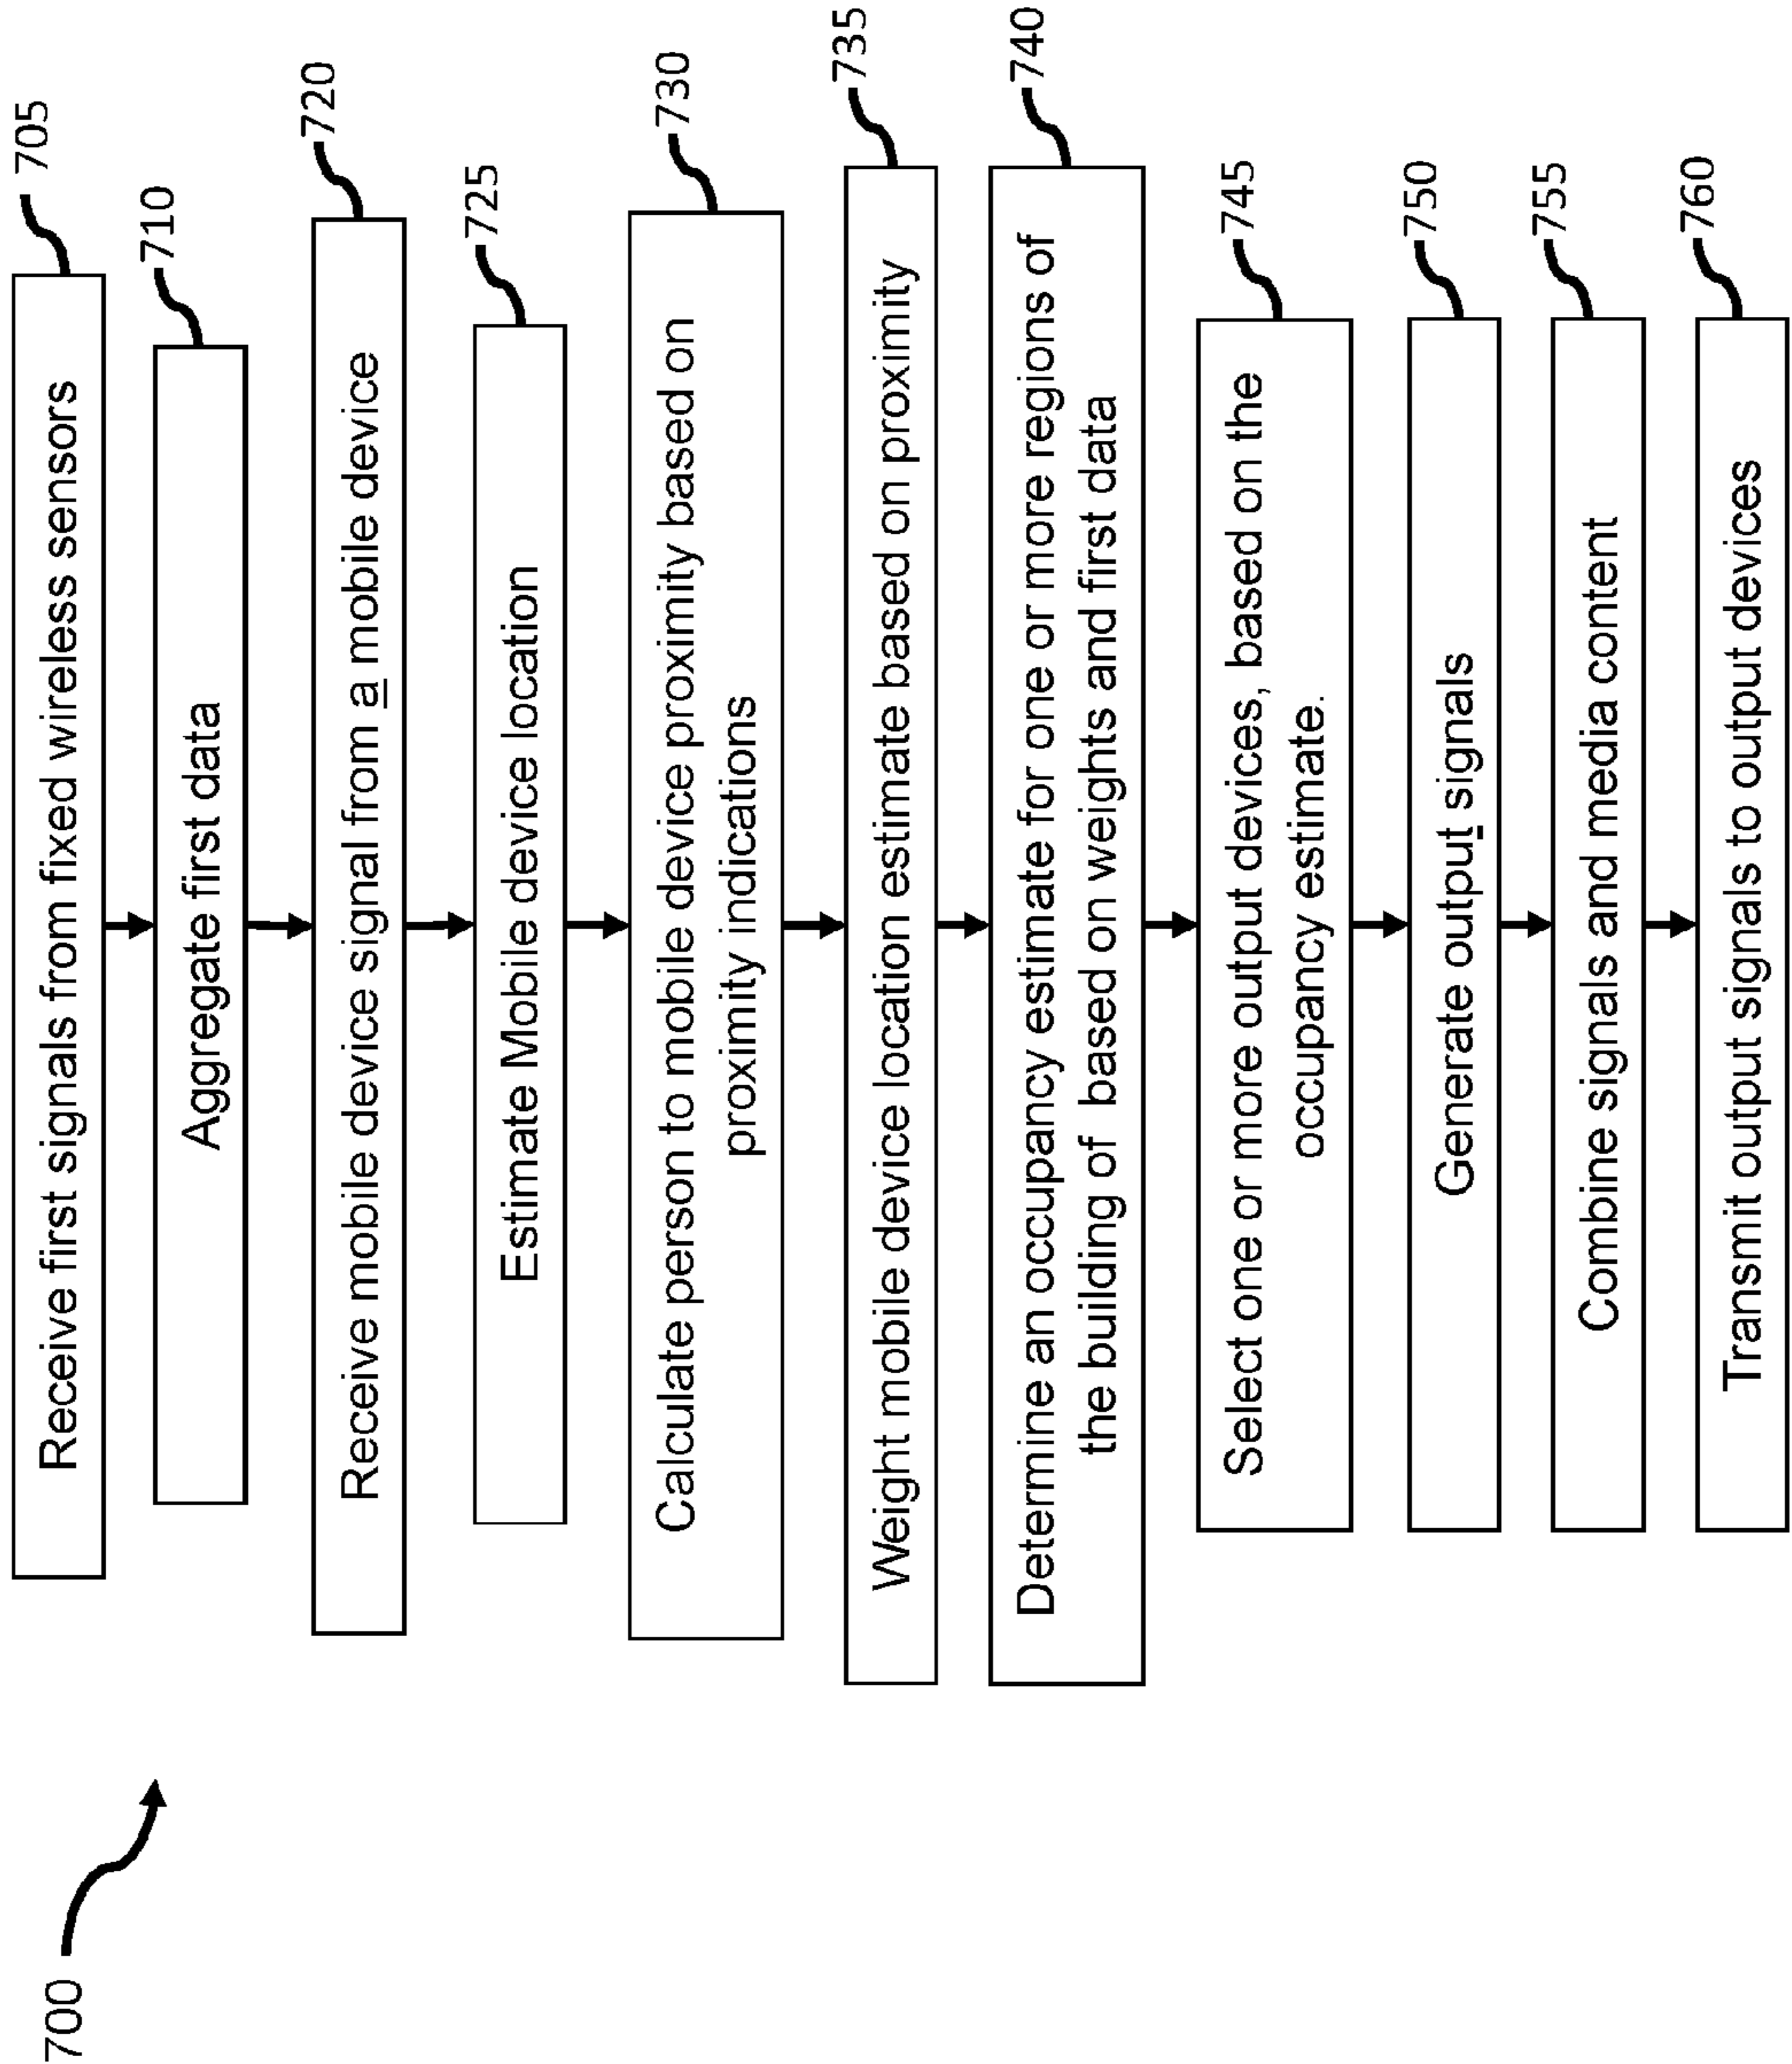 700
Receive first signals from fixed wireless sensors
705
Aggregate first data
710
Receive mobile device signal from a mobile device
720
Estimate Mobile device location
725
Calculate person to mobile device proximity based on
proximity indications
730
Weight mobile device location estimate based on proximity
735
Determine an occupancy estimate for one or more regions of
the building of based on weights and first data
740
Select one or more output devices, based on the
occupancy estimate.
745
Generate output signals
750
Combine signals and media content
755
Transmit output signals to output devices
760